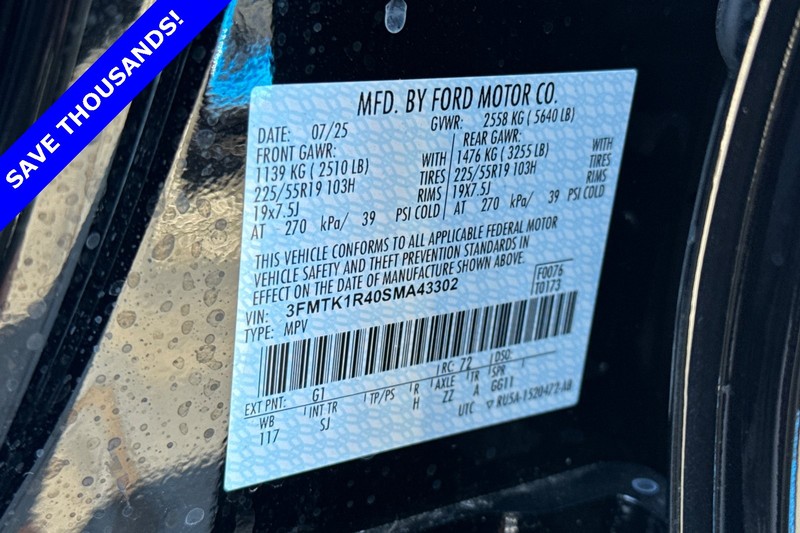 SAVE THOUSANDS!
MFD. BY FORD MOTOR CO.
DATE: 07/25 GVWR: 2558 KG ( 5640 LB)
FRONT GAWR: REAR GAWR:
1139 KG ( 2510 LB) WITH 1476 KG ( 3255 LB) WITH
225/55R19 103H TIRES 225/55R19 103H TIRES
19x7.5J RIMS 19X7.5J RIMS
AT 270 kPa/ 39 PSI COLD AT 270 kPa/ 39 PSI COLD
THIS VEHICLE CONFORMS TO ALL APPLICABLE FEDERAL MOTOR
VEHICLE SAFETY AND THEFT PREVENTION STANDARDS IN
EFFECT ON THE DATE OF MANUFACTURE SHOWN ABOVE.
F0076
VIN: 3FMTK1R40SMA43302 T0173
TYPE: MPV
EXT PNT: G1 RC: 72 DSO:
WB INT TR TP/PS R AXLE TR SPR
117 SJ H ZZ A GG11
UTC ▽ RU5A-1520472-AB